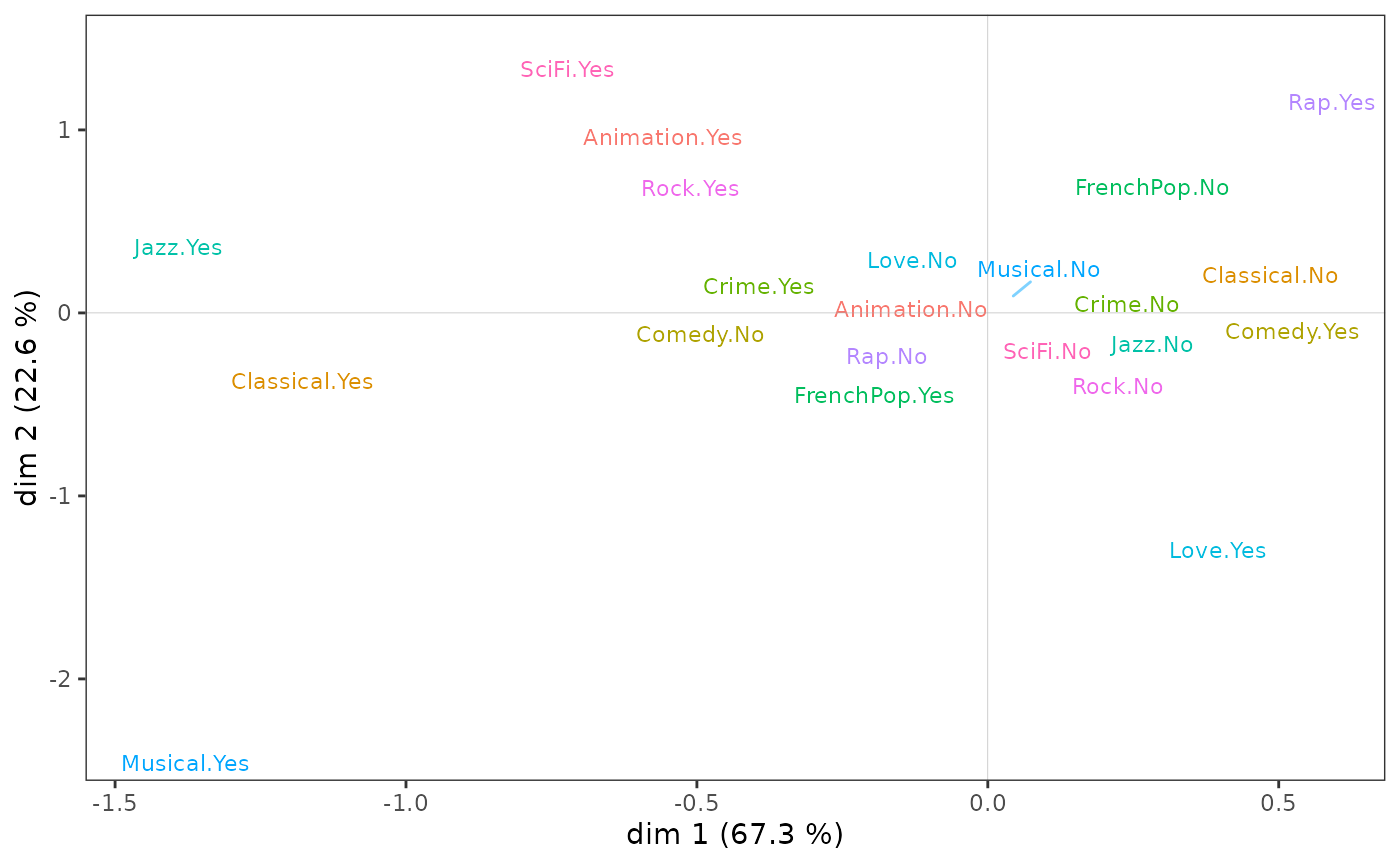 SciFi.Yes
Rap.Yes
1
Animation.Yes
Rock.Yes
FrenchPop.No
Jazz.Yes
Love.No
Musical.No
Classical.No
Crime.Yes
Crime.No
0
Animation.No
Comedy.No
Comedy.Yes
Rap.No
SciFi.No
Jazz.No
Classical.Yes
Rock.No
FrenchPop.Yes
dim 2 (22.6 %)
-1
Love.Yes
-2
Musical.Yes
-1.5
-1.0
-0.5
0.0
0.5
dim 1 (67.3 %)